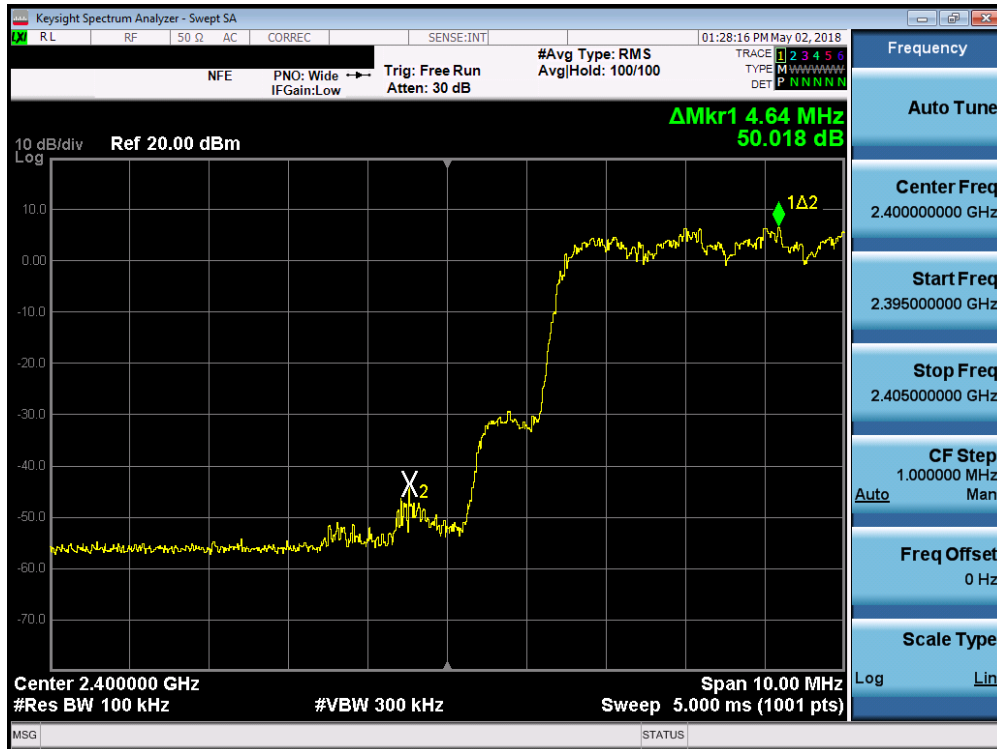 Keysight Spectrum Analyzer - Swept SA
LXI RL RF 50 Ω AC CORREC SENSE:INT 01:28:16 PM May 02, 2018
NFE PNO: Wide Trig: Free Run #Avg Type: RMS TRACE 1 2 3 4 5 6
IFGain:Low Atten: 30 dB Avg|Hold: 100/100 TYPE M WWWWW
DET P N N N N N
ΔMkr1 4.64 MHz
50.018 dB
10 dB/div Ref 20.00 dBm
Log
10.0
0.00
-10.0
-20.0
-30.0
-40.0
-50.0
-60.0
-70.0
1Δ2
X2
Center 2.400000 GHz Span 10.00 MHz
#Res BW 100 kHz #VBW 300 kHz Sweep 5.000 ms (1001 pts)
MSG STATUS
Frequency
Auto Tune
Center Freq
2.400000000 GHz
Start Freq
2.395000000 GHz
Stop Freq
2.405000000 GHz
CF Step
1.000000 MHz
Auto Man
Freq Offset
0 Hz
Scale Type
Log Lin